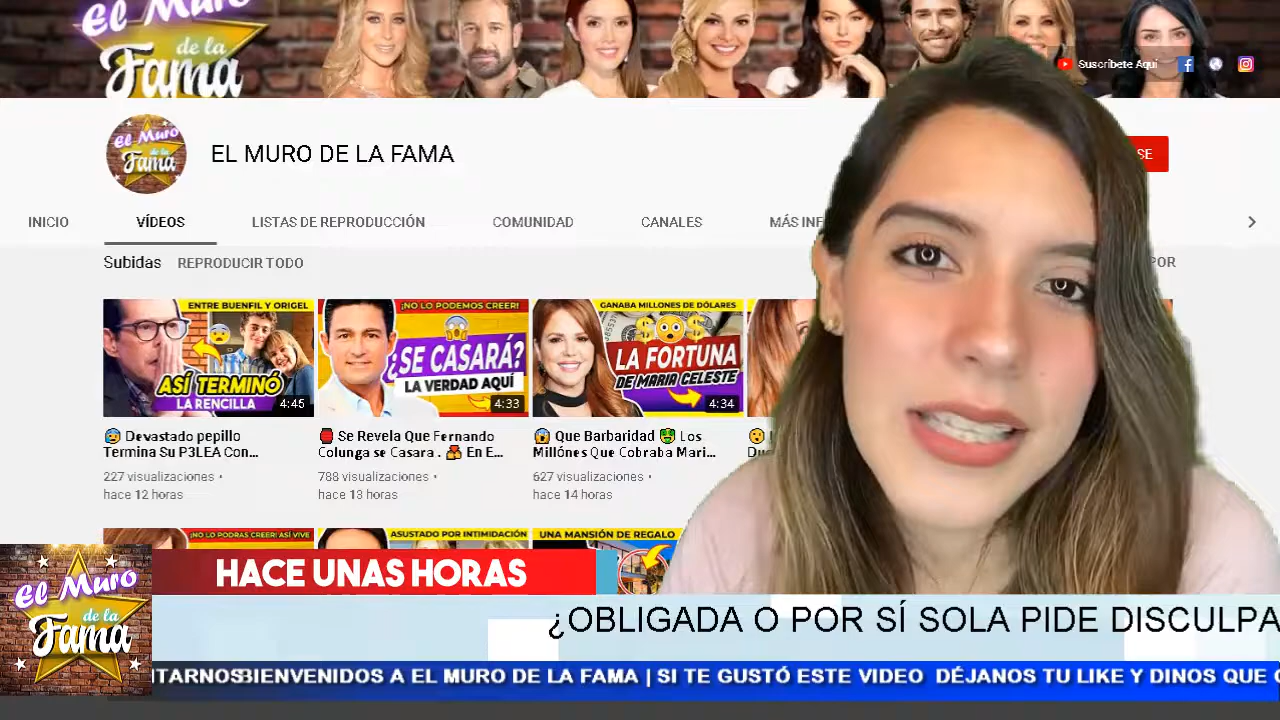 El Muro
de la
Fama
Suscribete Aquí
El Muro
de la
Fama
EL MURO DE LA FAMA
SE
INICIO
VÍDEOS
LISTAS DE REPRODUCCIÓN
COMUNIDAD
CANALES
MÁS INF
Subidas
REPRODUCIR TODO
POR
ENTRE BUENFIL Y ORIGEL
ASÍ TERMINÓ
LA RENCILLA
4:45
¡NO LO PODEMOS CREER!
¿SE CASARÁ?
LA VERDAD AQUÍ
4:33
GANABA MILLONES DE DÓLARES
LA FORTUNA
DE MARIA CELESTE
4:34
😰 Devastado pepillo
Termina Su P3LEA Con...
227 visualizaciones •
hace 12 horas
Se Revela Que Fernando
Colunga se Casara . En E...
788 visualizaciones •
hace 13 horas
😱 Que Barbaridad 🤑 Los
Millónes Que Cobraba Mari...
627 visualizaciones •
hace 14 horas
¡NO LO PODRAS CREER! ASÍ VIVE
ASUSTADO POR INTIMIDACIÓN
UNA MANSIÓN DE REGALO
El Muro
de la
Fama
HACE UNAS HORAS
¿OBLIGADA O POR SÍ SOLA PIDE DISCULPA
ITARNOS BIENVENIDOS A EL MURO DE LA FAMA | SI TE GUSTÓ ESTE VIDEO DÉJANOS TU LIKE Y DINOS QUE